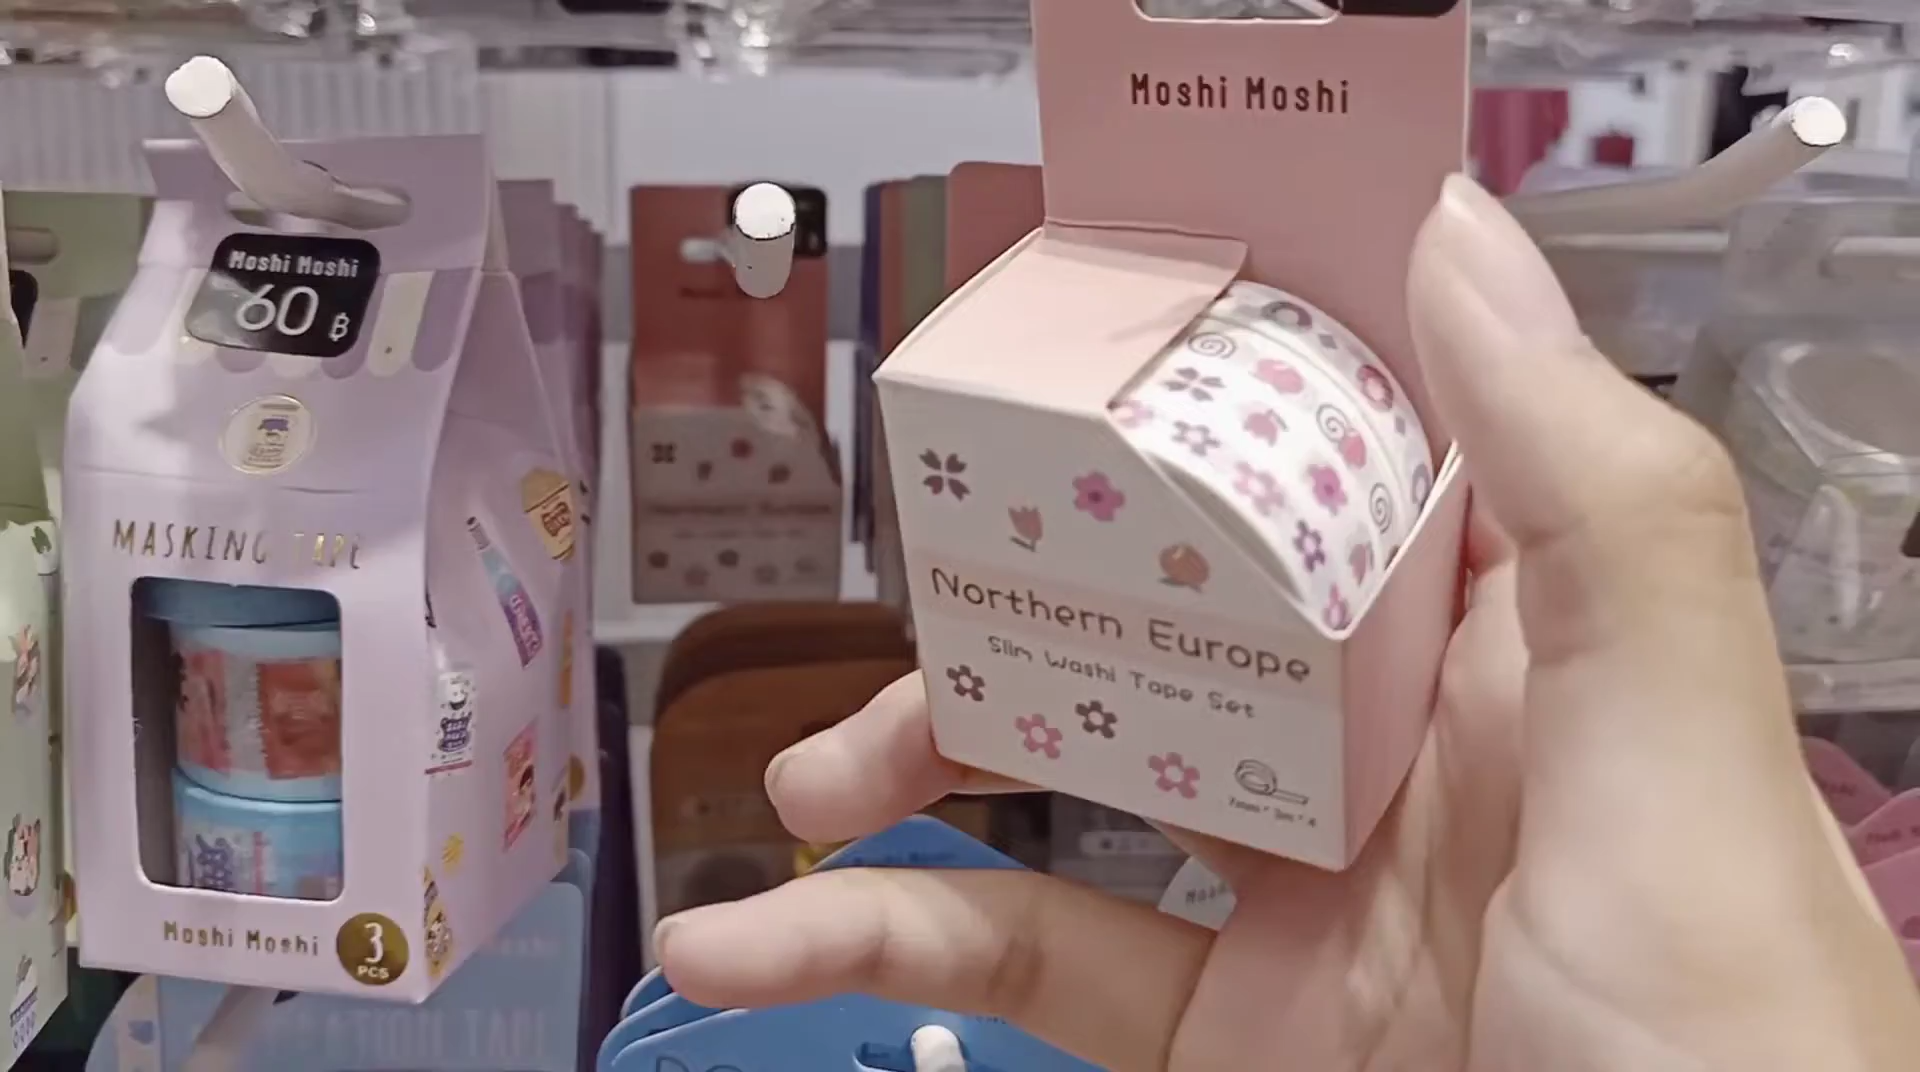 Moshi Moshi
60 ฿
MASKING TAPE
Moshi Moshi
3
PCS
Moshi Moshi
Northern Europe
Slim Washi Tape Set